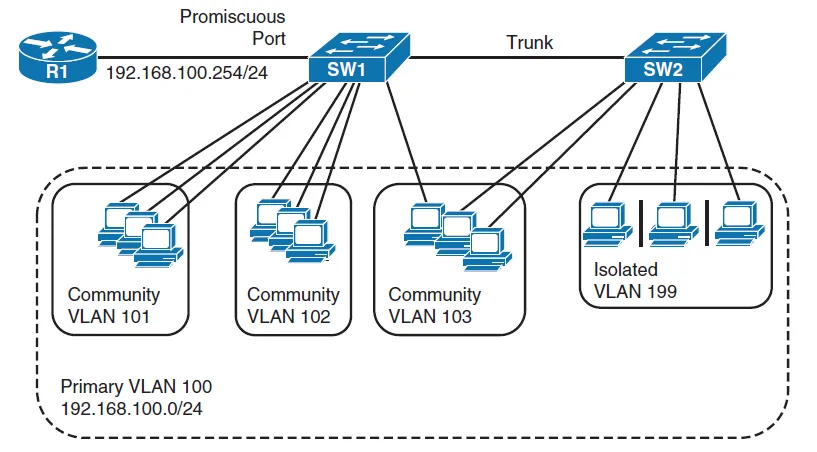 Promiscuous
Port
Trunk
R1
192.168.100.254/24
SW1
SW2
Community
VLAN 101
Community
VLAN 102
Community
VLAN 103
Isolated
VLAN 199
Primary VLAN 100
192.168.100.0/24